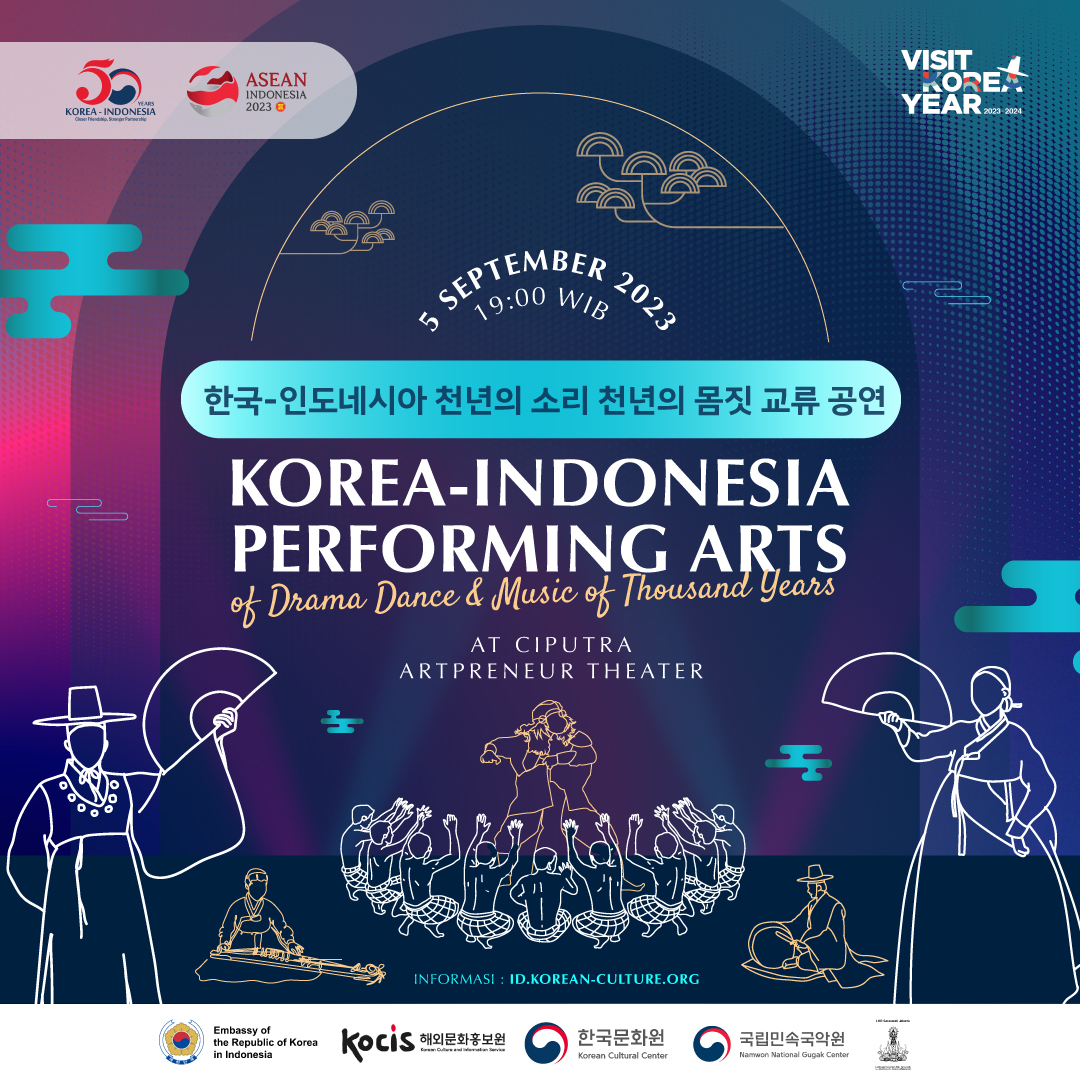 50
YEARS
KOREA - INDONESIA
Closer Friendship, Stronger Partnership
ASEAN
INDONESIA
2023
VISIT
KOREA
YEAR 2023-2024
5 SEPTEMBER 2023
19:00 WIB
한국-인도네시아 천년의 소리 천년의 몸짓 교류 공연
KOREA-INDONESIA
PERFORMING ARTS
of Drama Dance & Music of Thousand Years
AT CIPUTRA
ARTPRENEUR THEATER
INFORMASI : ID.KOREAN-CULTURE.ORG
Embassy of
the Republic of Korea
in Indonesia
KOCIS 해외문화홍보원
Korean Culture and Information Service
한국문화원
Korean Cultural Center
국립민속국악원
Namwon National Gugak Center